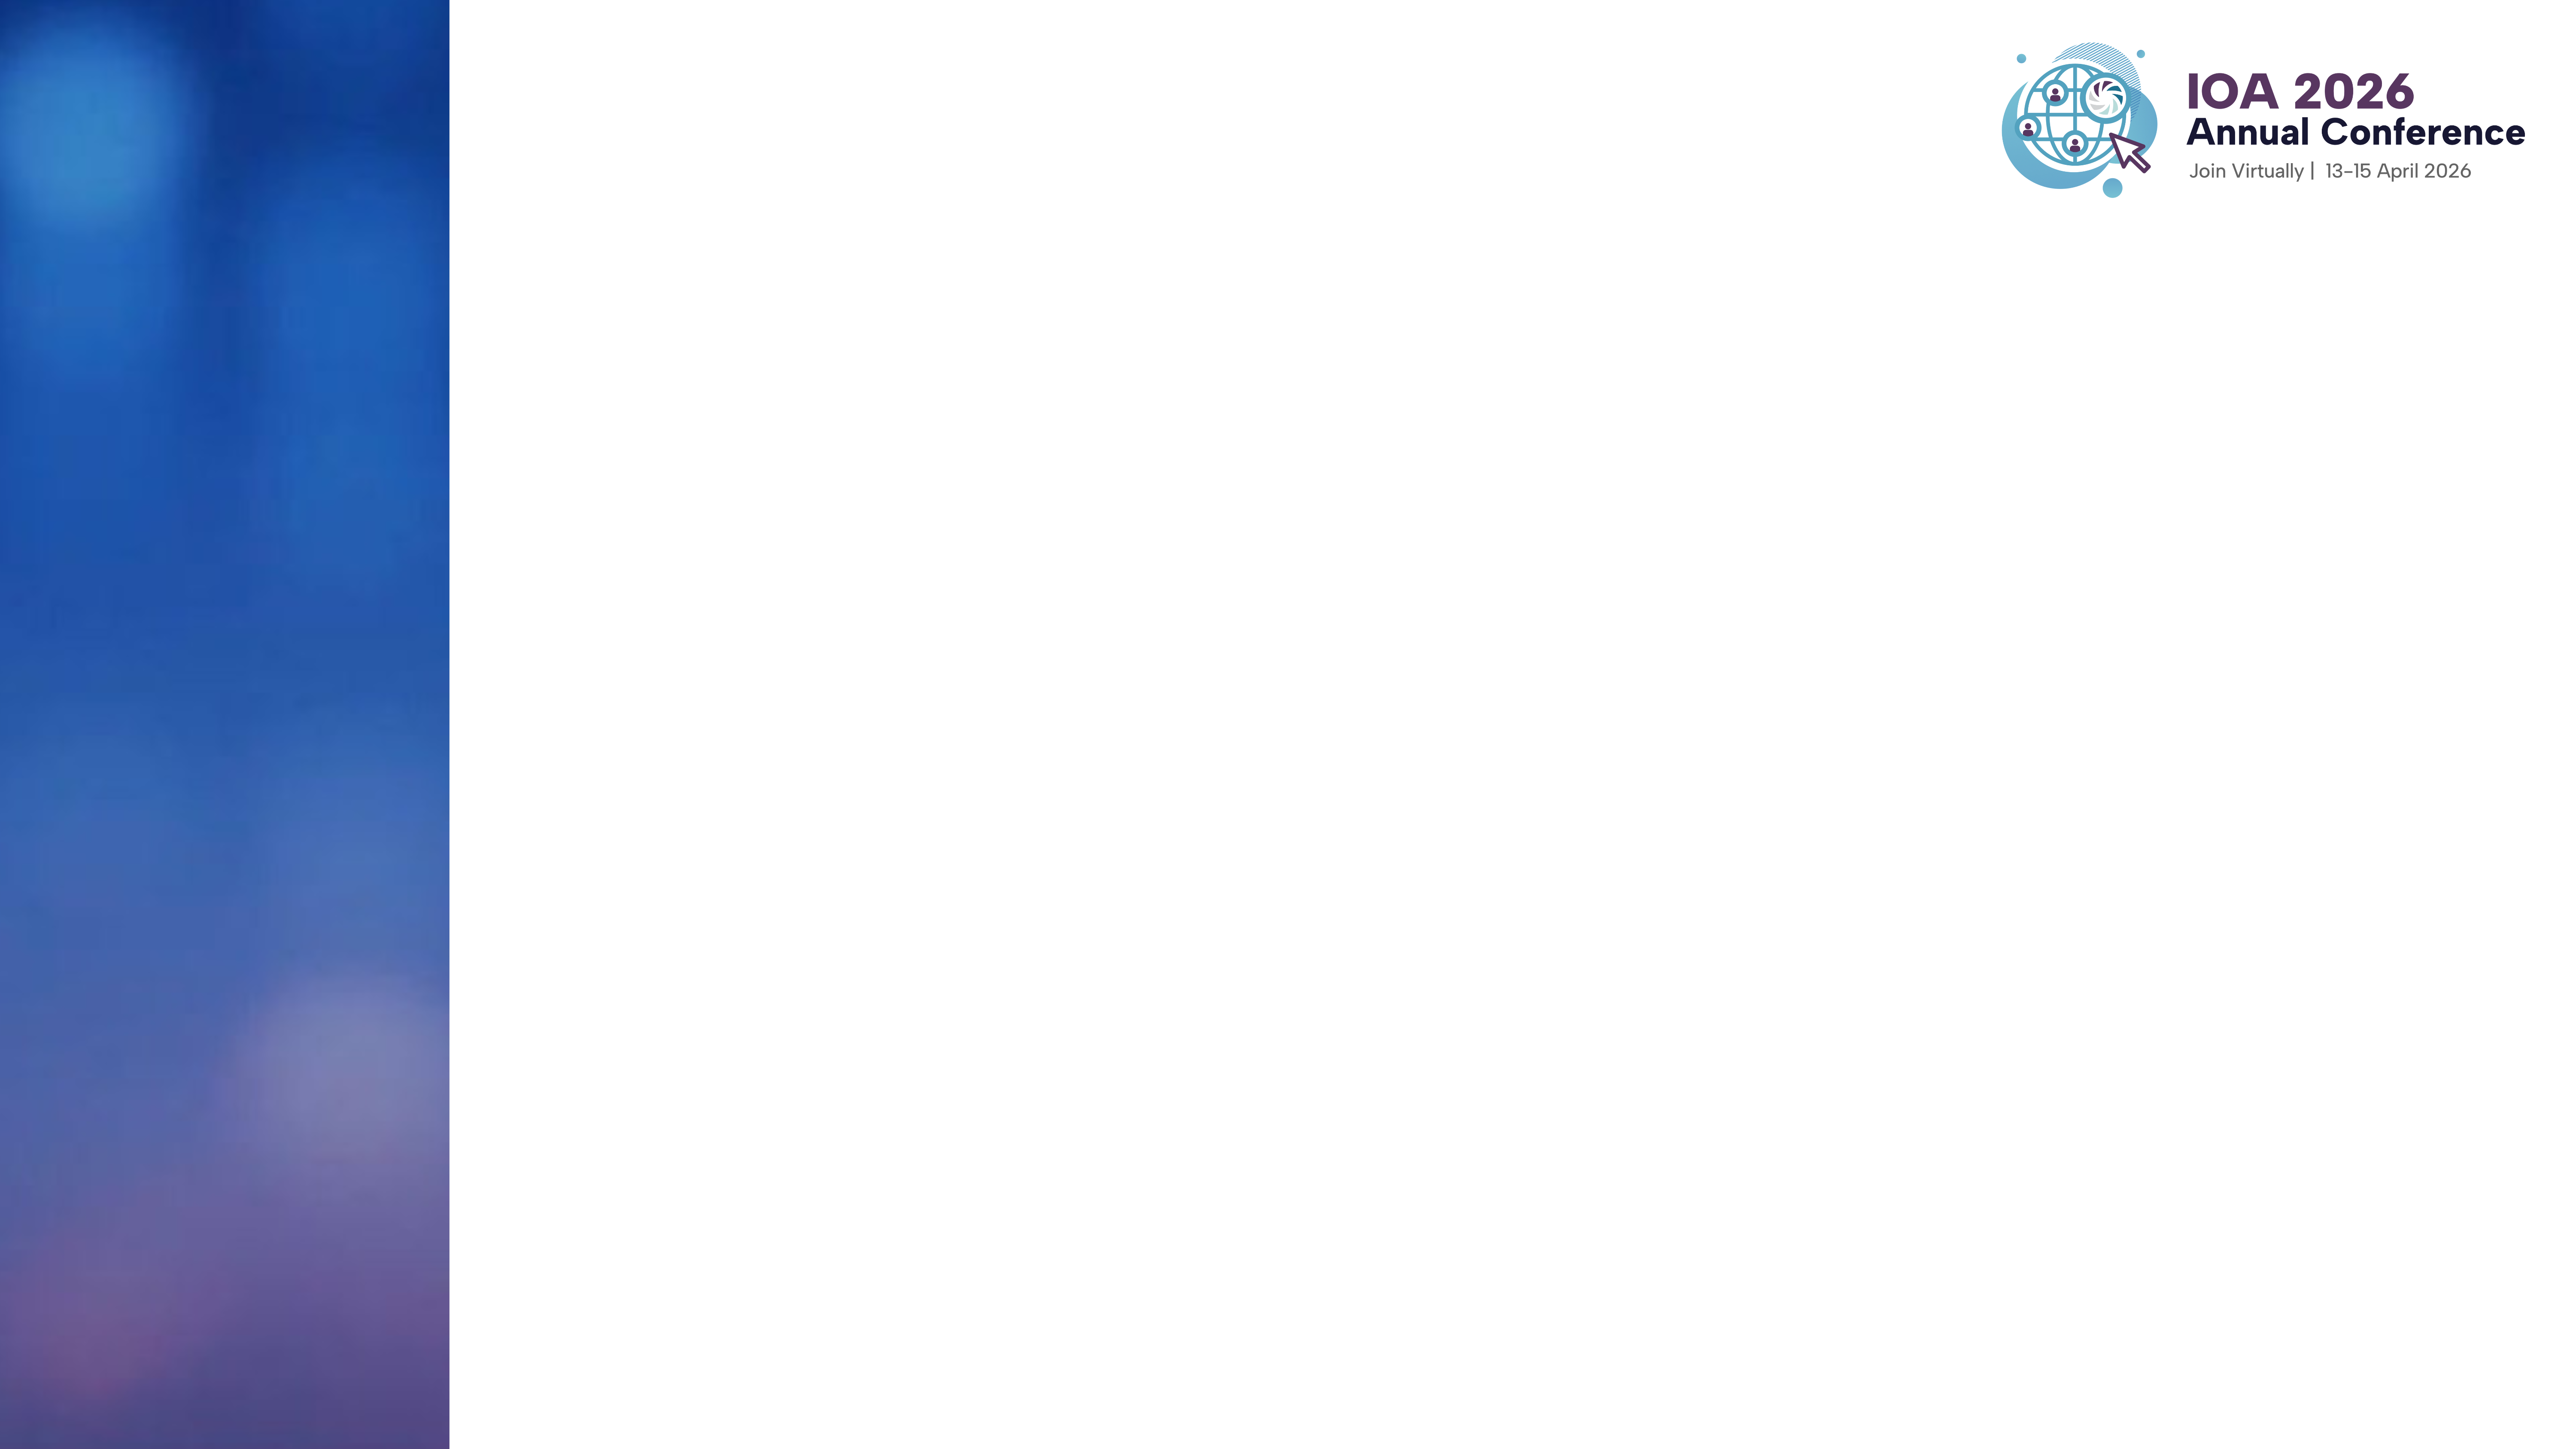 IOA 2026
Annual Conference
Join Virtually | 13-15 April 2026